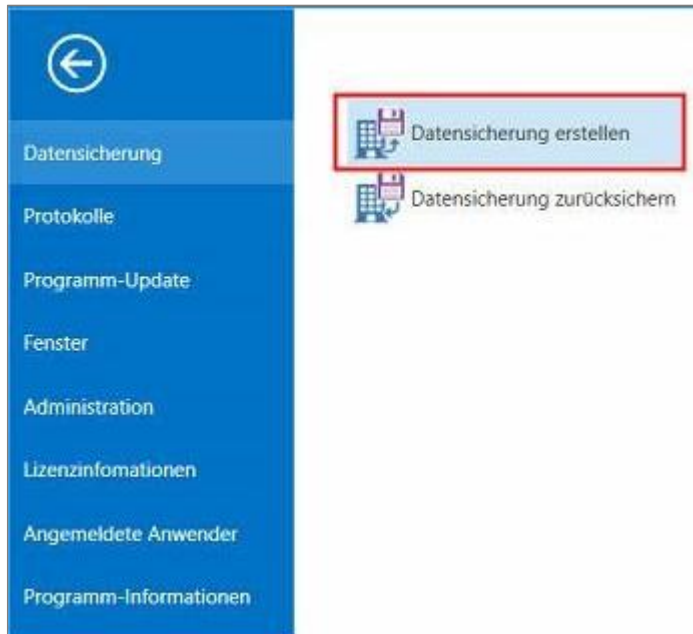 Datensicherung
Protokolle
Programm-Update
Fenster
Administration
Lizenzinfomationen
Angemeldete Anwender
Programm-Informationen
Datensicherung erstellen
Datensicherung zurücksichern